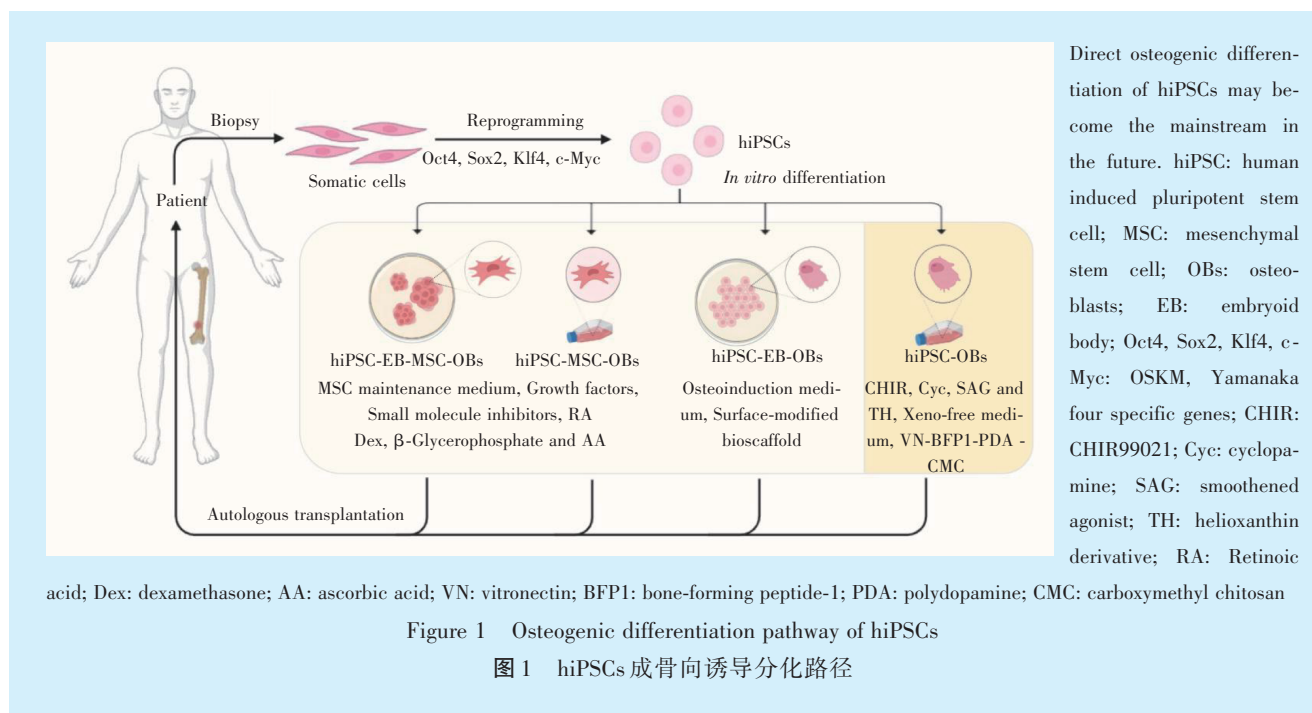 Biopsy
Reprogramming
Oct4, Sox2, Klf4, c-Myc
hiPSCs
Somatic cells
In vitro differentiation
Patient
hiPSC-EB-MSC-OBs
hiPSC-MSC-OBs
MSC maintenance medium, Growth factors,
Small molecule inhibitors, RA
Dex, β-Glycerophosphate and AA
hiPSC-EB-OBs
Osteoinduction medi-
um, Surface-modified
bioscaffold
hiPSC-OBs
CHIR, Cyc, SAG and
TH, Xeno-free medi-
um, VN-BFP1-PDA -
CMC
Autologous transplantation
Direct osteogenic differen-
tiation of hiPSCs may be-
come the mainstream in
the future. hiPSC: human
induced pluripotent stem
cell; MSC: mesenchymal
stem cell; OBs: osteo-
blasts; EB: embryoid
body; Oct4, Sox2, Klf4, c-
Myc: OSKM, Yamanaka
four specific genes; CHIR:
CHIR99021; Cyc: cyclopa-
mine; SAG: smoothened
agonist; TH: helioxanthin
derivative; RA: Retinoic
acid; Dex: dexamethasone; AA: ascorbic acid; VN: vitronectin; BFP1: bone-forming peptide-1; PDA: polydopamine; CMC: carboxymethyl chitosan
Figure 1 Osteogenic differentiation pathway of hiPSCs
图1 hiPSCs成骨向诱导分化路径